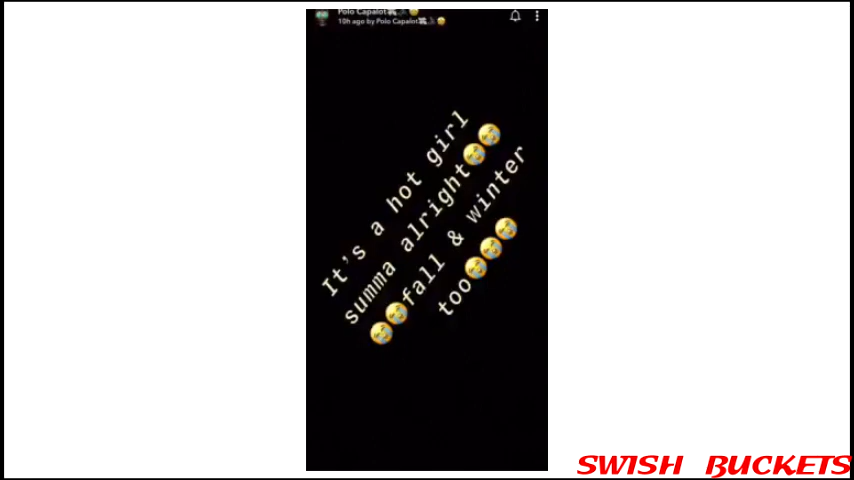 Polo Capalot
10h ago by Polo Capalot
It's a hot girl
summa alright😭😭
😭😭fall & winter
too😭😭😭
SWISH BUCKETS